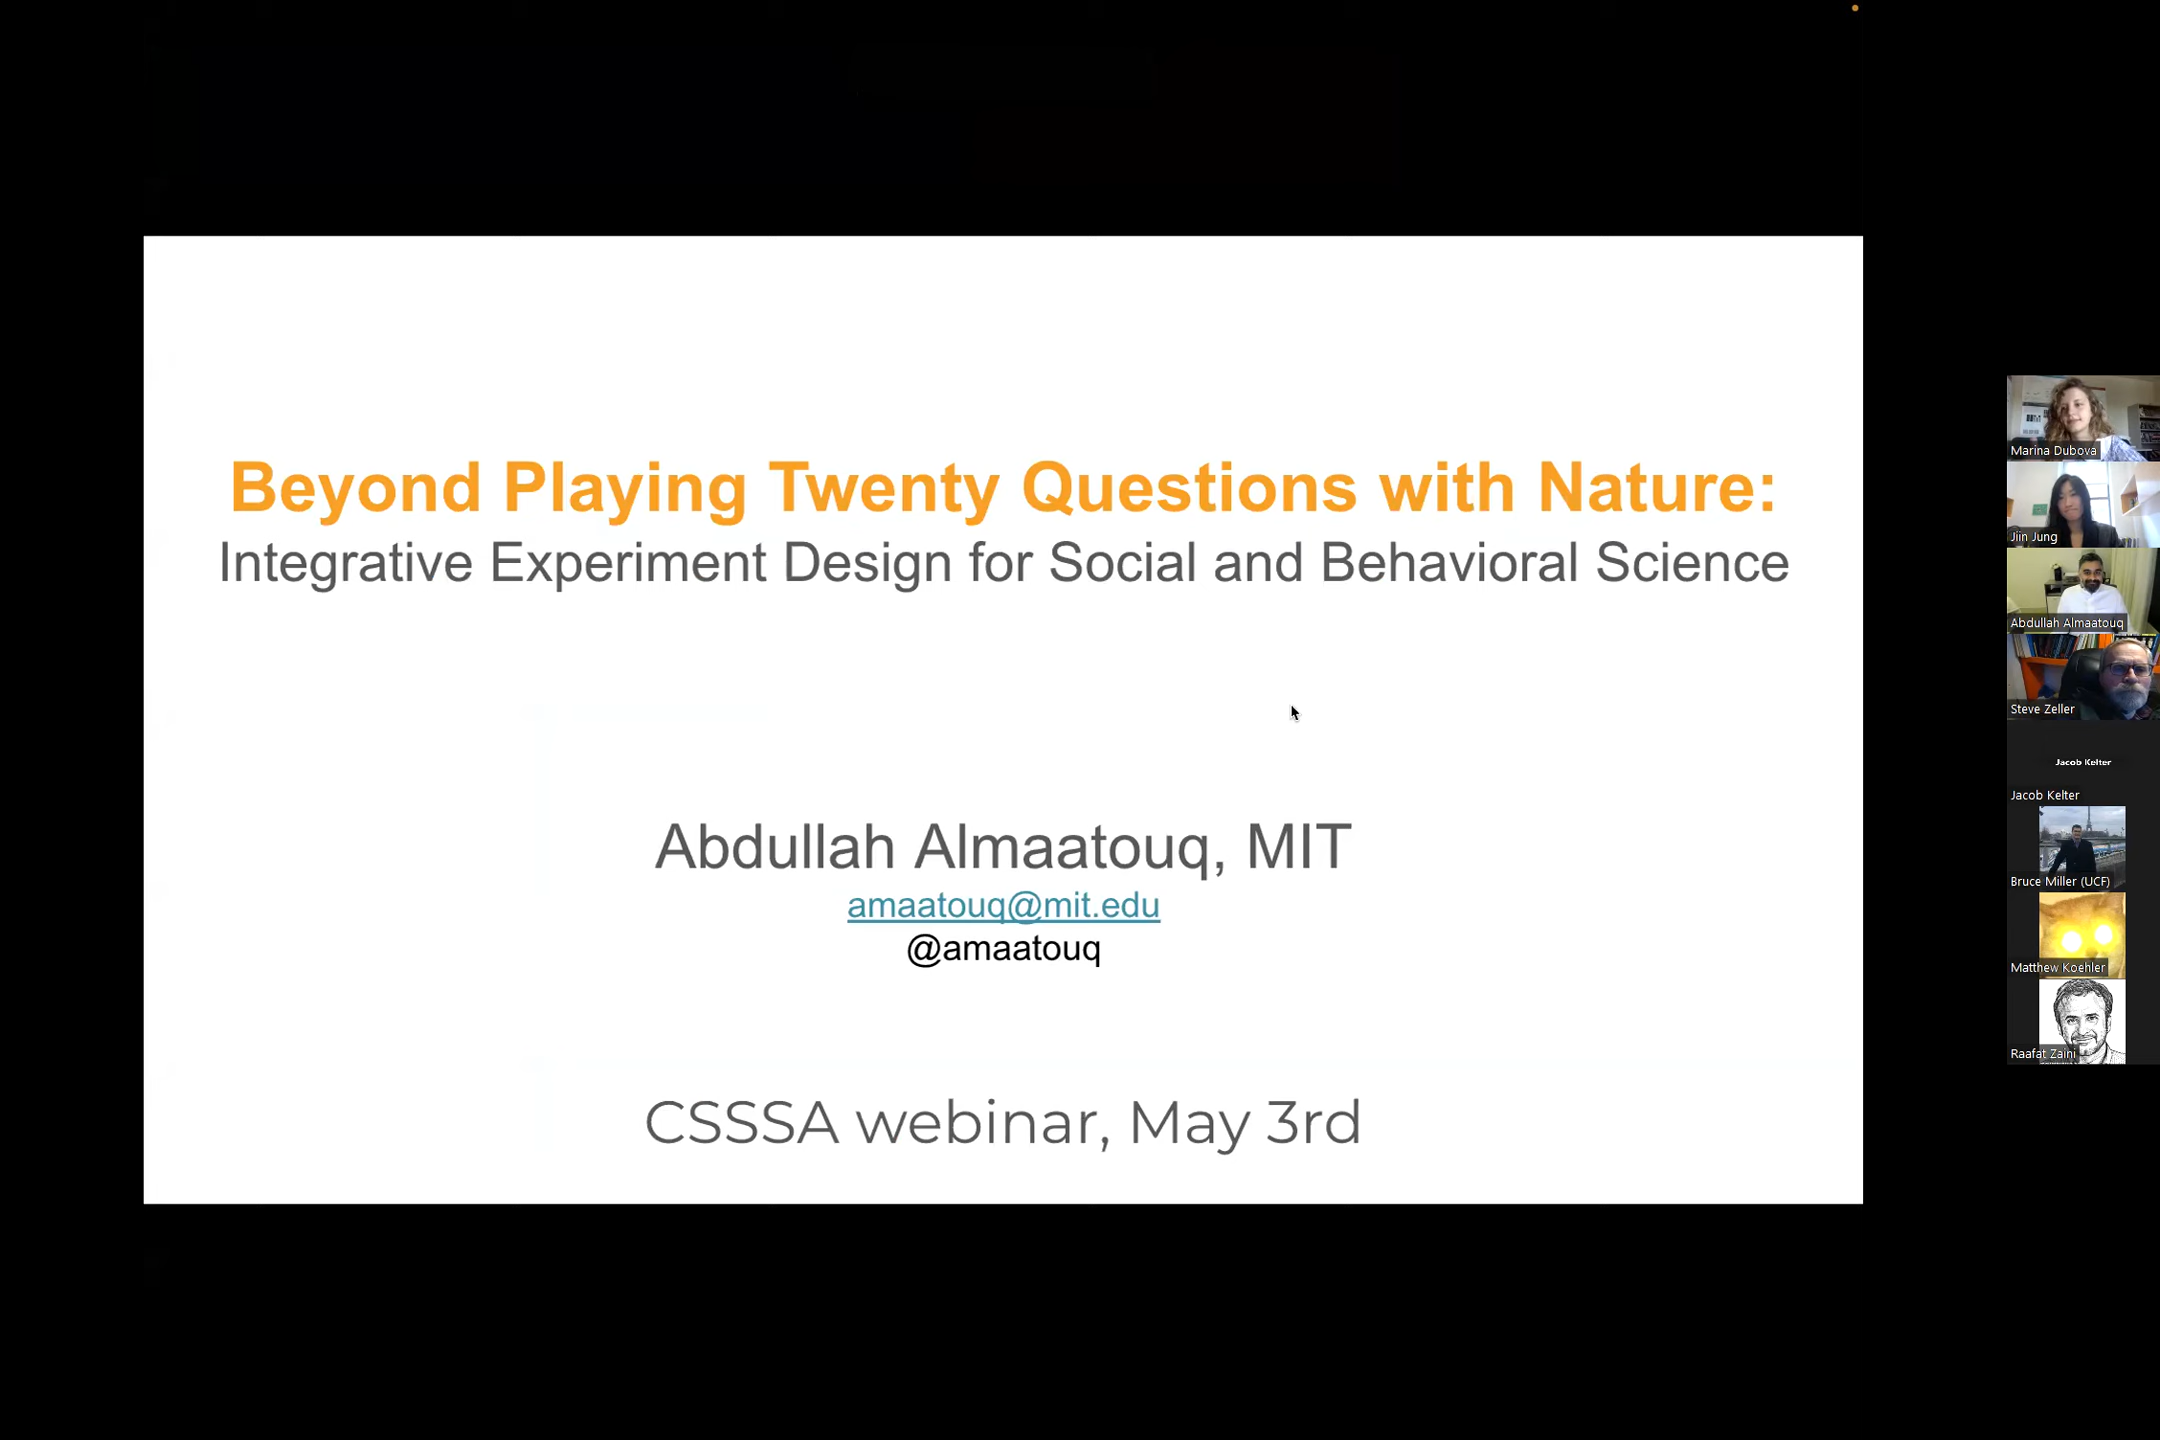 Beyond Playing Twenty Questions with Nature:
Integrative Experiment Design for Social and Behavioral Science
Abdullah Almaatouq, MIT
amaatouq@mit.edu
@amaatouq
CSSSA webinar, May 3rd
Marina Dubova
Jiin Jung
Abdullah Almaatouq
Steve Zeller
Jacob Kelter
Jacob Kelter
Bruce Miller (UCF)
Matthew Koehler
Raafat Zaini